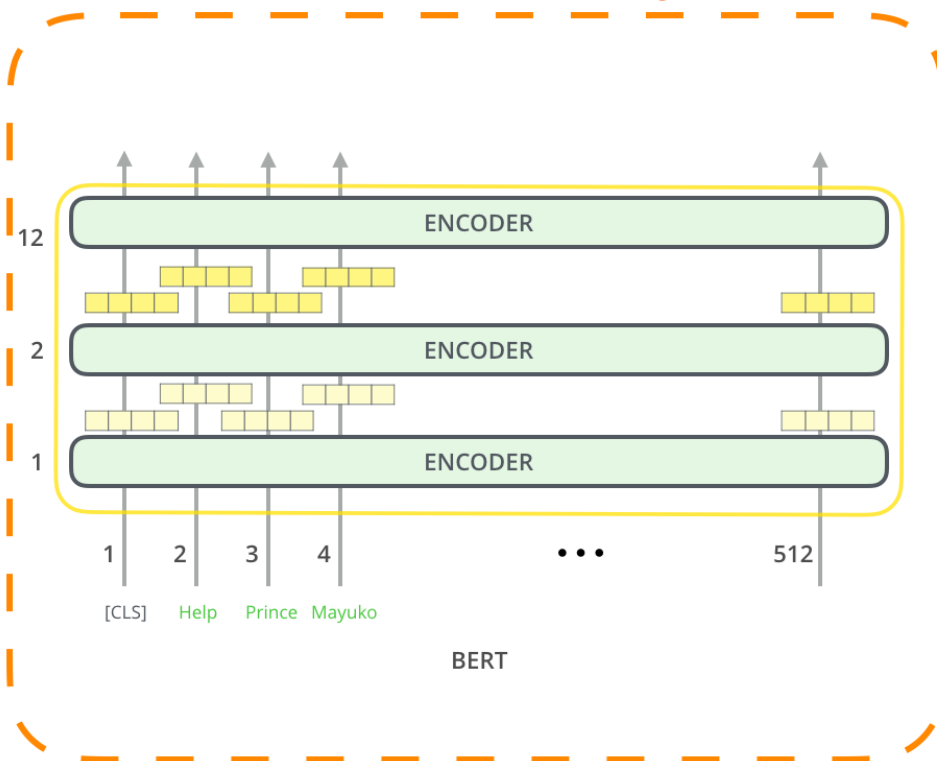 12 ENCODER
2 ENCODER
1 ENCODER
1 2 3 4 ••• 512
[CLS] Help Prince Mayuko
BERT